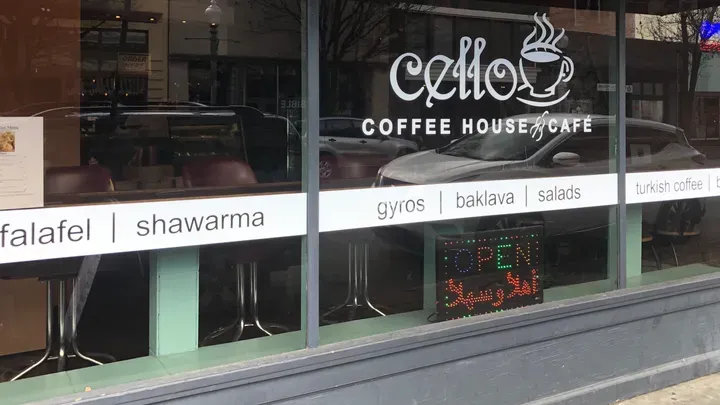 cello
COFFEE HOUSE & CAFÉ
falafel | shawarma
gyros | baklava | salads
turkish coffee |
OPEN
أهلا وسهلا